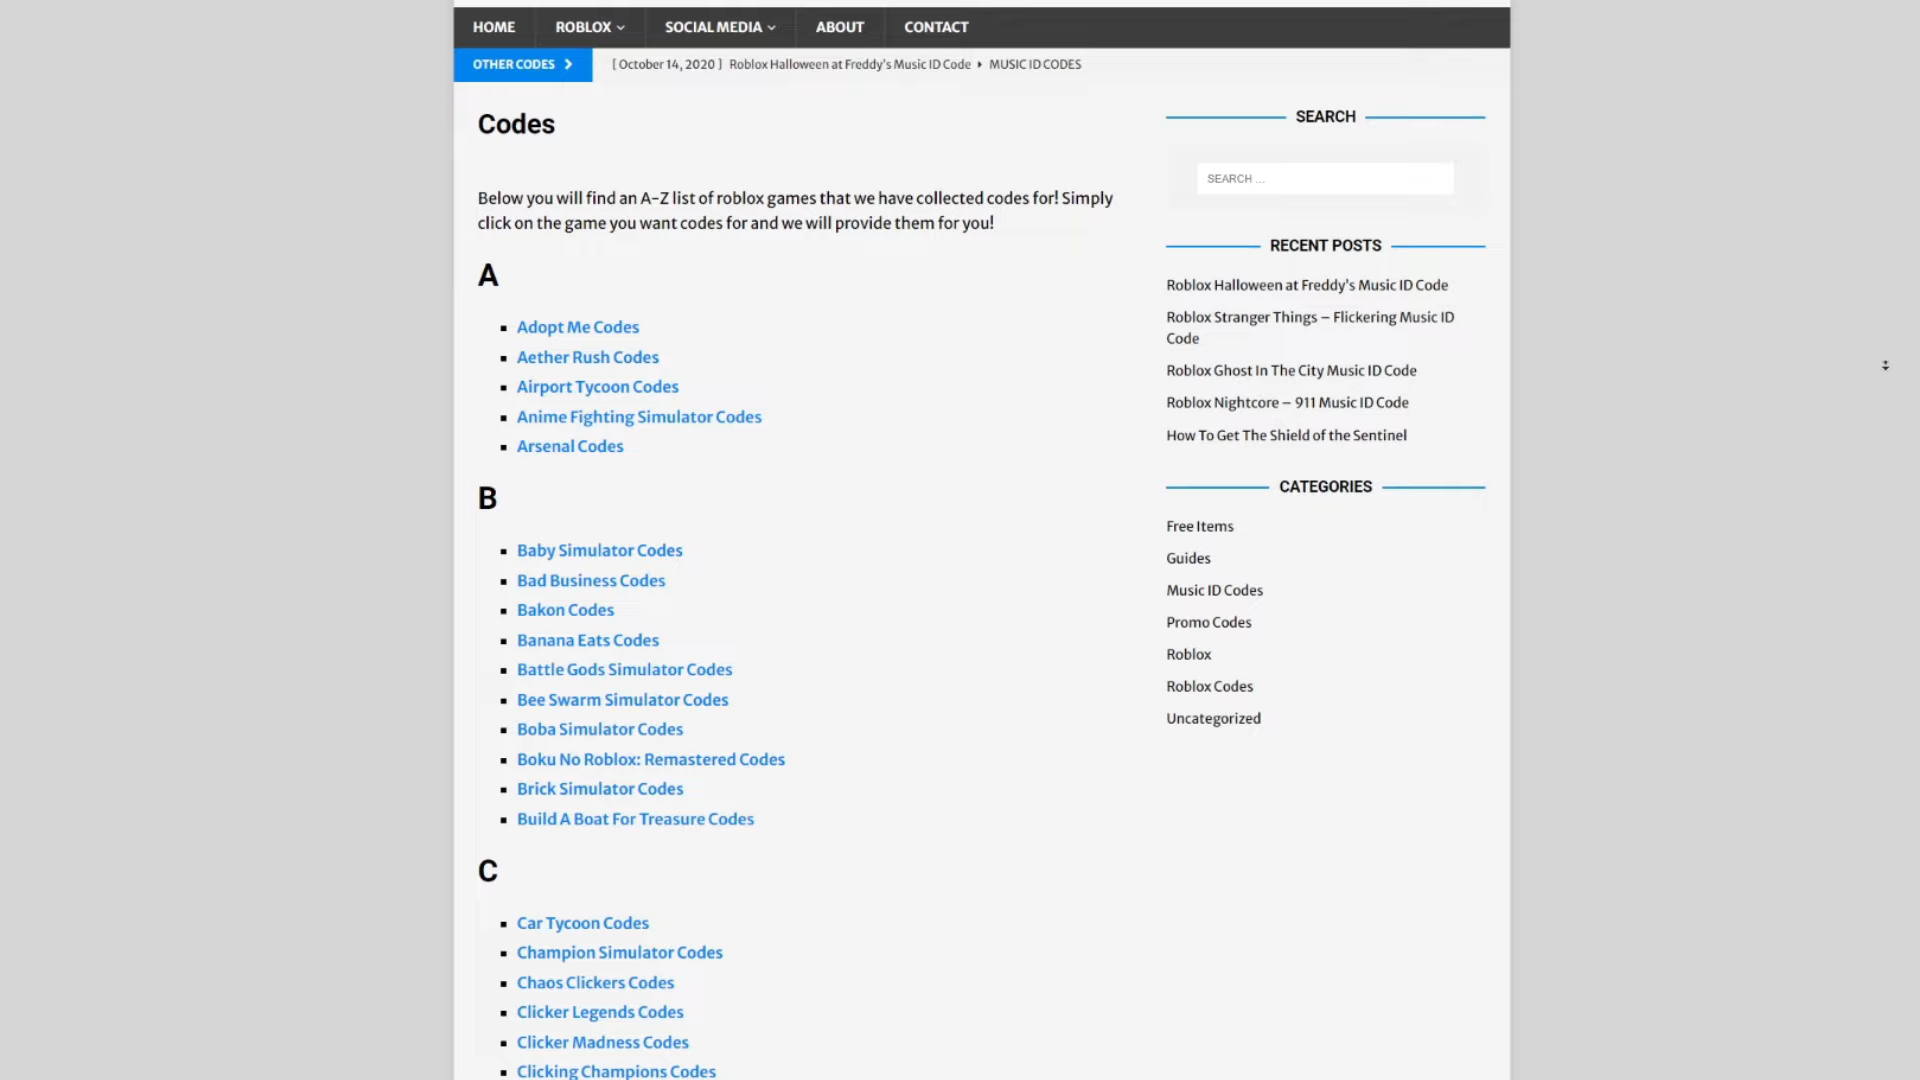 HOME ROBLOX SOCIAL MEDIA ABOUT CONTACT
OTHER CODES [ October 14, 2020 ] Roblox Halloween at Freddy's Music ID Code MUSIC ID CODES
Codes
Below you will find an A-Z list of roblox games that we have collected codes for! Simply
click on the game you want codes for and we will provide them for you!
A
Adopt Me Codes
Aether Rush Codes
Airport Tycoon Codes
Anime Fighting Simulator Codes
Arsenal Codes
B
Baby Simulator Codes
Bad Business Codes
Bakon Codes
Banana Eats Codes
Battle Gods Simulator Codes
Bee Swarm Simulator Codes
Boba Simulator Codes
Boku No Roblox: Remastered Codes
Brick Simulator Codes
Build A Boat For Treasure Codes
C
Car Tycoon Codes
Champion Simulator Codes
Chaos Clickers Codes
Clicker Legends Codes
Clicker Madness Codes
Clicking Champions Codes
SEARCH
SEARCH ...
RECENT POSTS
Roblox Halloween at Freddy's Music ID Code
Roblox Stranger Things – Flickering Music ID
Code
Roblox Ghost In The City Music ID Code
Roblox Nightcore – 911 Music ID Code
How To Get The Shield of the Sentinel
CATEGORIES
Free Items
Guides
Music ID Codes
Promo Codes
Roblox
Roblox Codes
Uncategorized